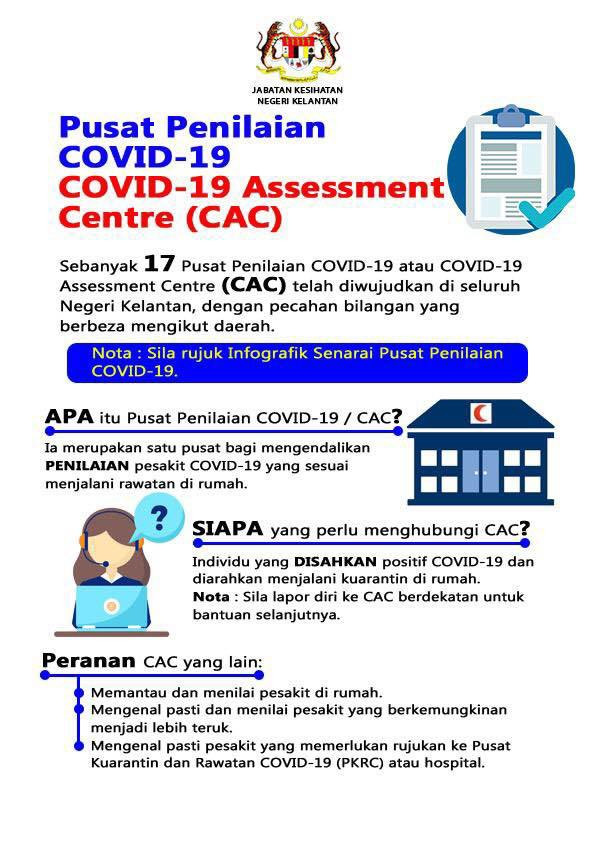 JABATAN KESIHATAN
NEGERI KELANTAN
Pusat Penilaian
COVID-19
COVID-19 Assessment
Centre (CAC)
Sebanyak 17 Pusat Penilaian COVID-19 atau COVID-19
Assessment Centre (CAC) telah diwujudkan di seluruh
Negeri Kelantan, dengan pecahan bilangan yang
berbeza mengikut daerah.
Nota : Sila rujuk Infografik Senarai Pusat Penilaian
COVID-19.
APA itu Pusat Penilaian COVID-19 / CAC?
Ia merupakan satu pusat bagi mengendalikan
PENILAIAN pesakit COVID-19 yang sesuai
menjalani rawatan di rumah.
?
SIAPA yang perlu menghubungi CAC?
Individu yang DISAHKAN positif COVID-19 dan
diarahkan menjalani kuarantin di rumah.
Nota : Sila lapor diri ke CAC berdekatan untuk
bantuan selanjutnya.
Peranan CAC yang lain:
Memantau dan menilai pesakit di rumah.
Mengenal pasti dan menilai pesakit yang berkemungkinan
menjadi lebih teruk.
Mengenal pasti pesakit yang memerlukan rujukan ke Pusat
Kuarantin dan Rawatan COVID-19 (PKRC) atau hospital.